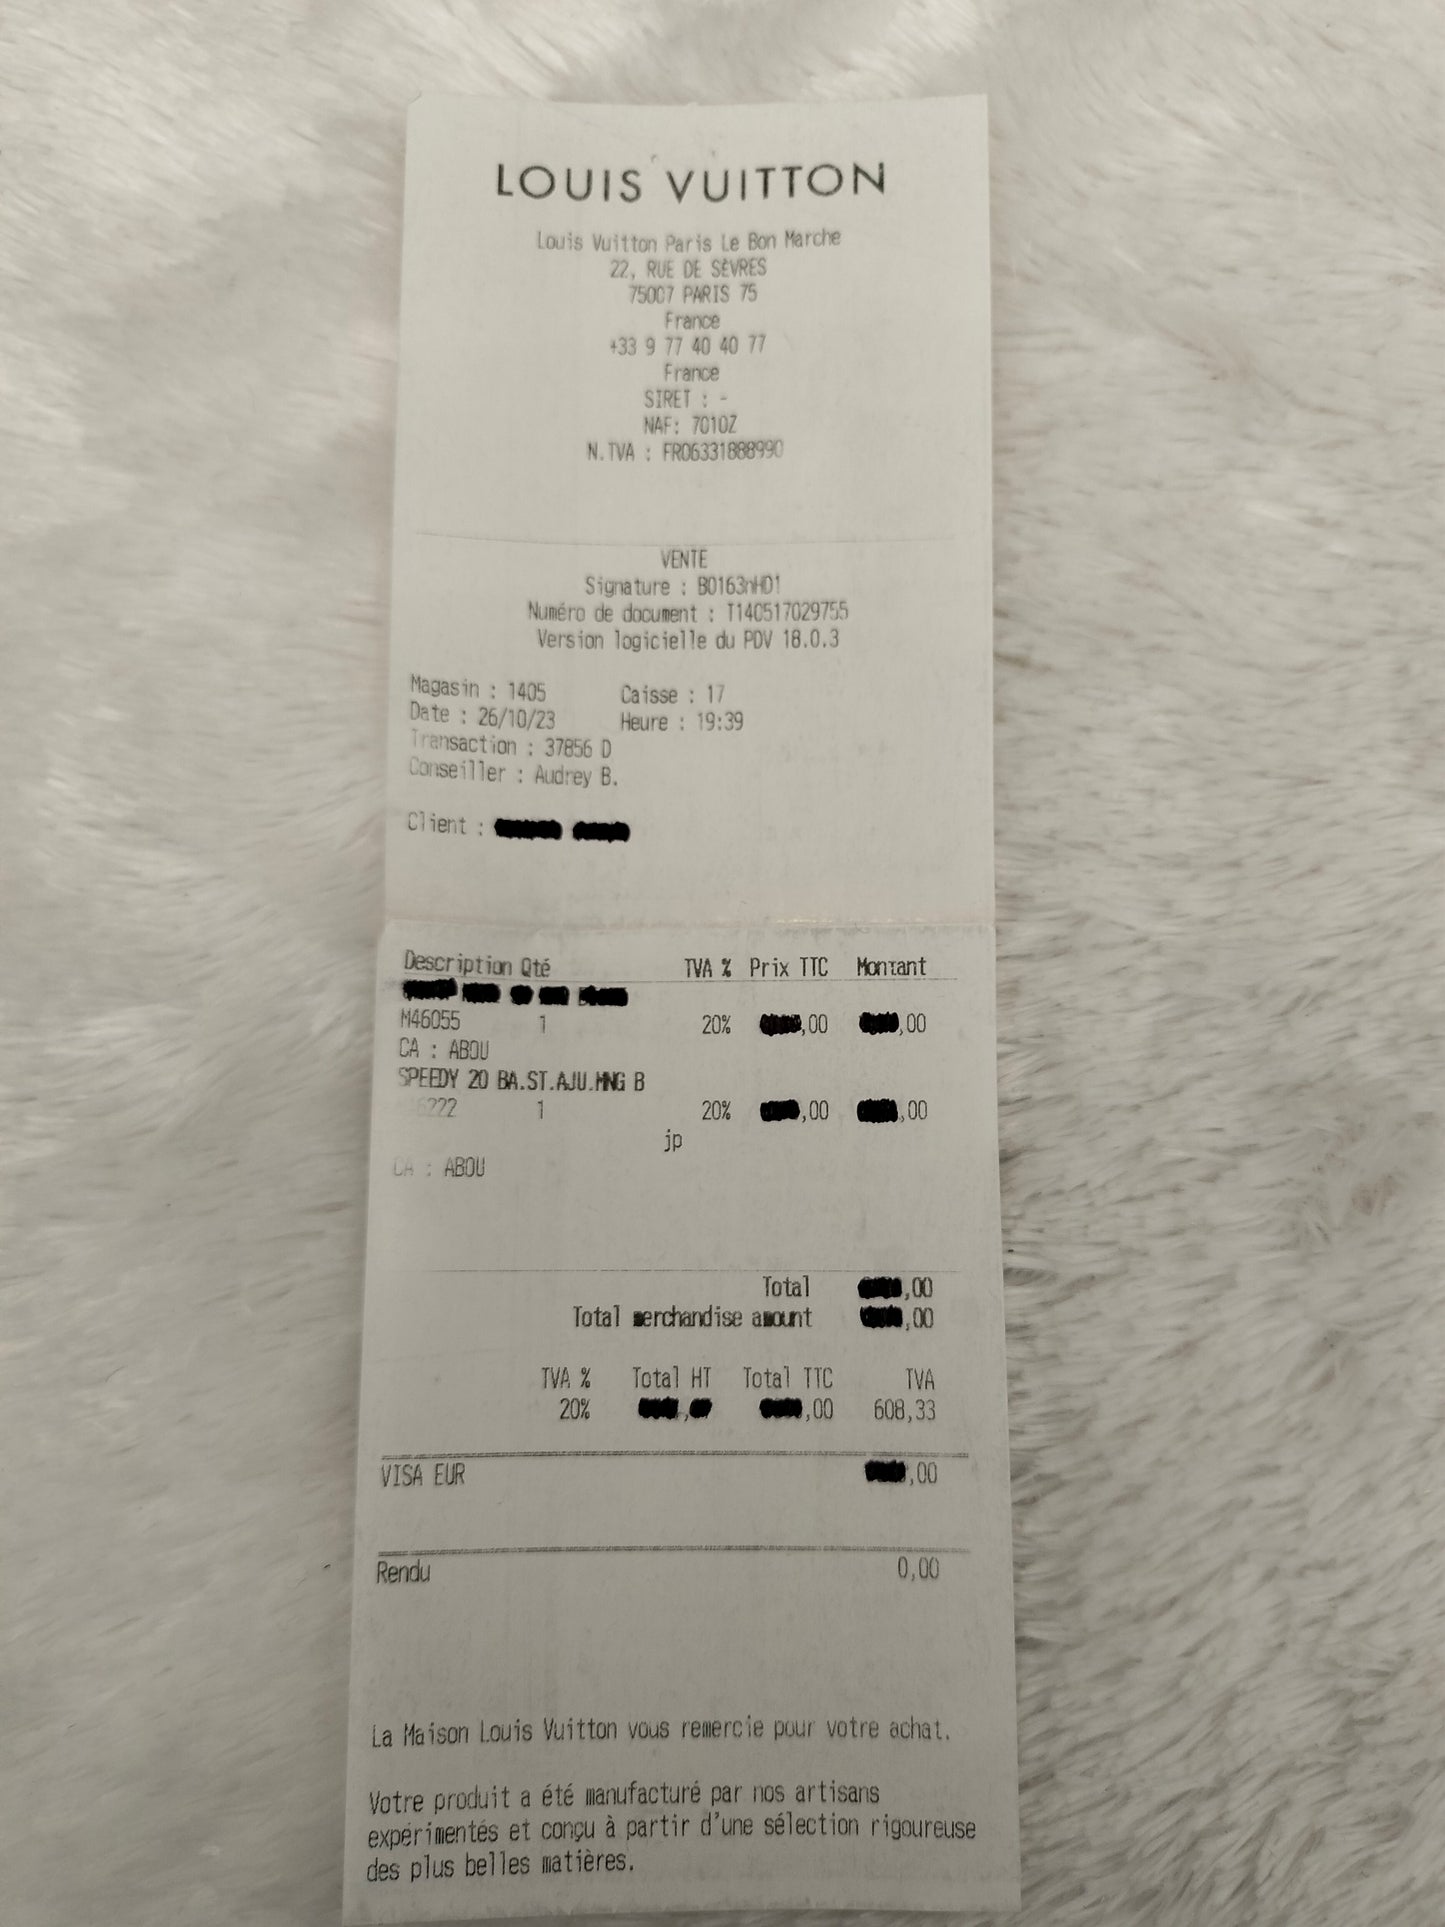 LOUIS VUITTON
Louis Vuitton Paris Le Bon Marche
22, RUE DE SÈVRES
75007 PARIS 75
France
+33 9 77 40 40 77
France
SIRET : -
NAF: 7010Z
N.TVA : FR06331888990
VENTE
Signature : B0163nH01
Numéro de document : T140517029755
Version logicielle du PDV 18.0.3
Magasin : 1405 Caisse : 17
Date : 26/10/23 Heure : 19:39
Transaction : 37856 D
Conseiller : Audrey B.
Client :
Description Qté TVA % Prix TTC Montant
M46055 1 20% ,00 ,00
CA : ABOU
SPEEDY 20 BA.ST.AJU.MNG B
6222 1 20% ,00 ,00
jp
CA : ABOU
Total ,00
Total merchandise amount ,00
TVA % Total HT Total TTC TVA
20% , ,00 608,33
VISA EUR ,00
Rendu 0,00
La Maison Louis Vuitton vous remercie pour votre achat.
Votre produit a été manufacturé par nos artisans
expérimentés et conçu à partir d'une sélection rigoureuse
des plus belles matières.